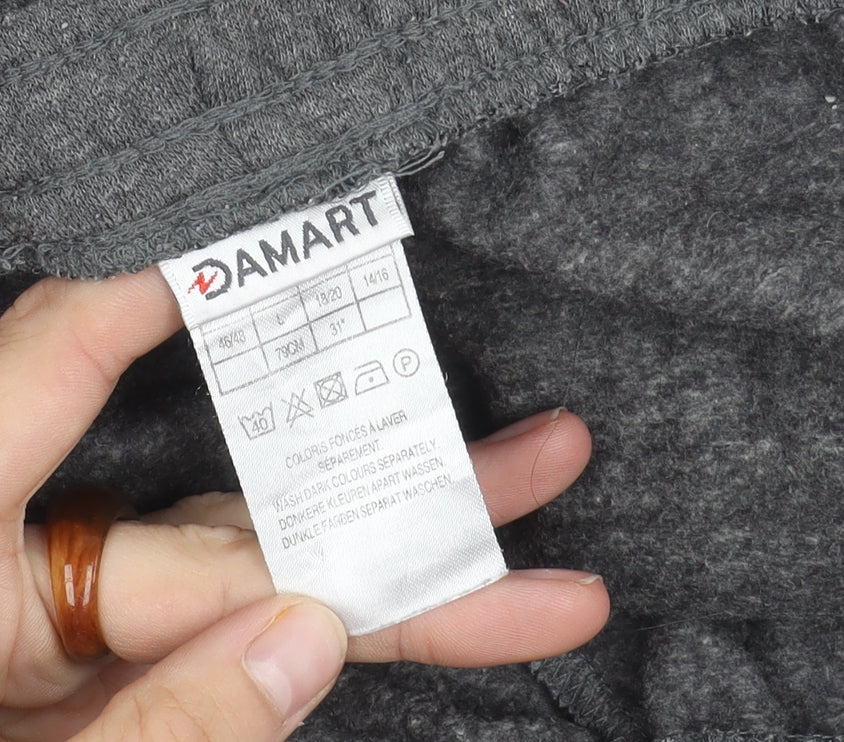 DAMART
46/48 L 18/20 14/16
79CM 31"
40 P
COLORIS FONCES A LAVER
SEPAREMENT.
WASH DARK COLOURS SEPARATELY.
DONKERE KLEUREN APART WASSEN.
DUNKLE FARBEN SEPARAT WASCHEN.